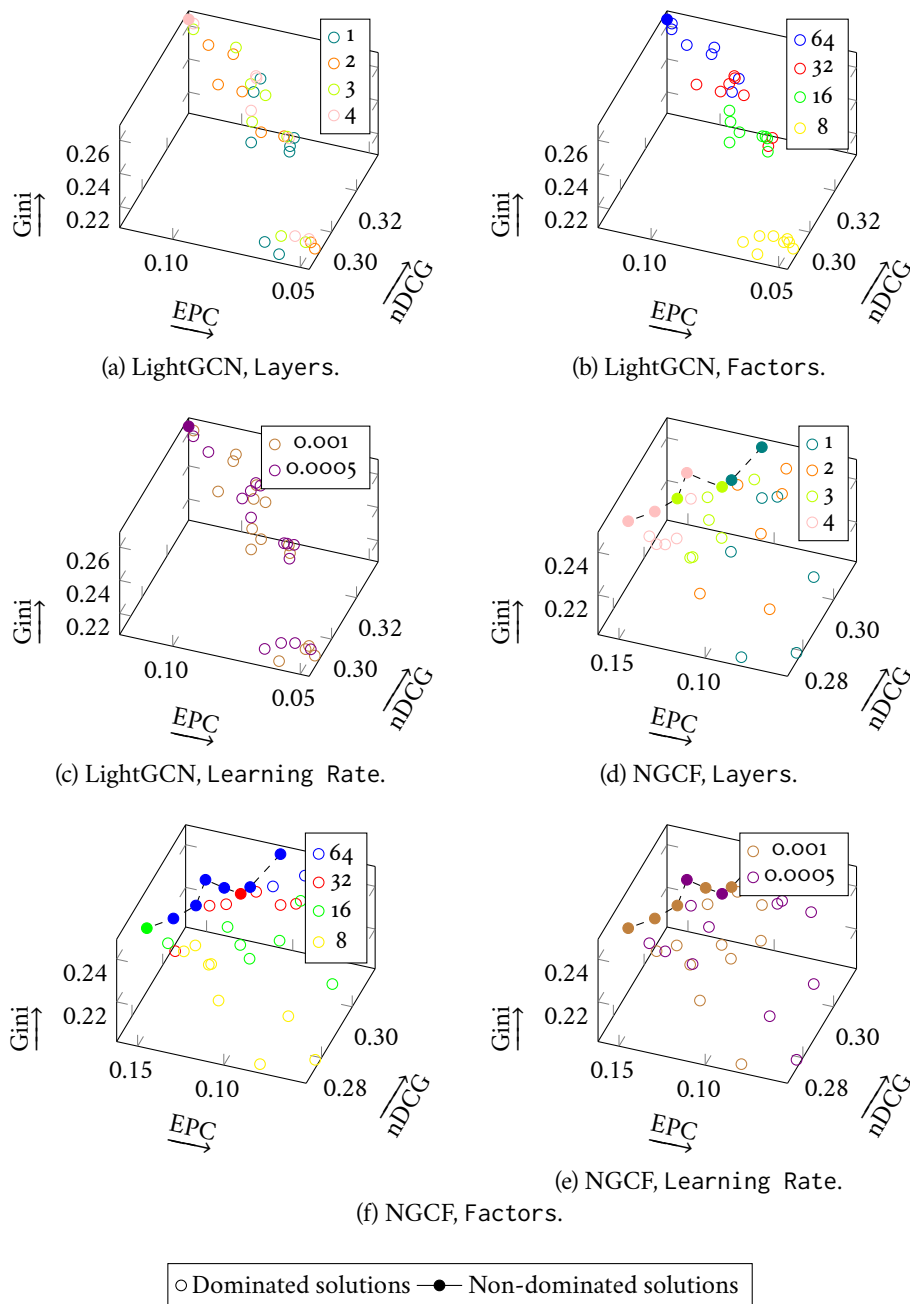 1
2
3
4
0.26
0.24
0.22
Gini
0.10
0.05
0.30
0.32
EPC
nDCG
(a) LightGCN, Layers.
64
32
16
8
0.26
0.24
0.22
Gini
0.10
0.05
0.30
0.32
EPC
nDCG
(b) LightGCN, Factors.
0.001
0.0005
0.26
0.24
0.22
Gini
0.10
0.05
0.30
0.32
EPC
nDCG
(c) LightGCN, Learning Rate.
1
2
3
4
0.24
0.22
Gini
0.15
0.10
0.28
0.30
EPC
nDCG
(d) NGCF, Layers.
64
32
16
8
0.24
0.22
Gini
0.15
0.10
0.28
0.30
EPC
nDCG
0.001
0.0005
0.24
0.22
Gini
0.15
0.10
0.28
0.30
EPC
nDCG
(e) NGCF, Learning Rate.
(f) NGCF, Factors.
Dominated solutions Non-dominated solutions